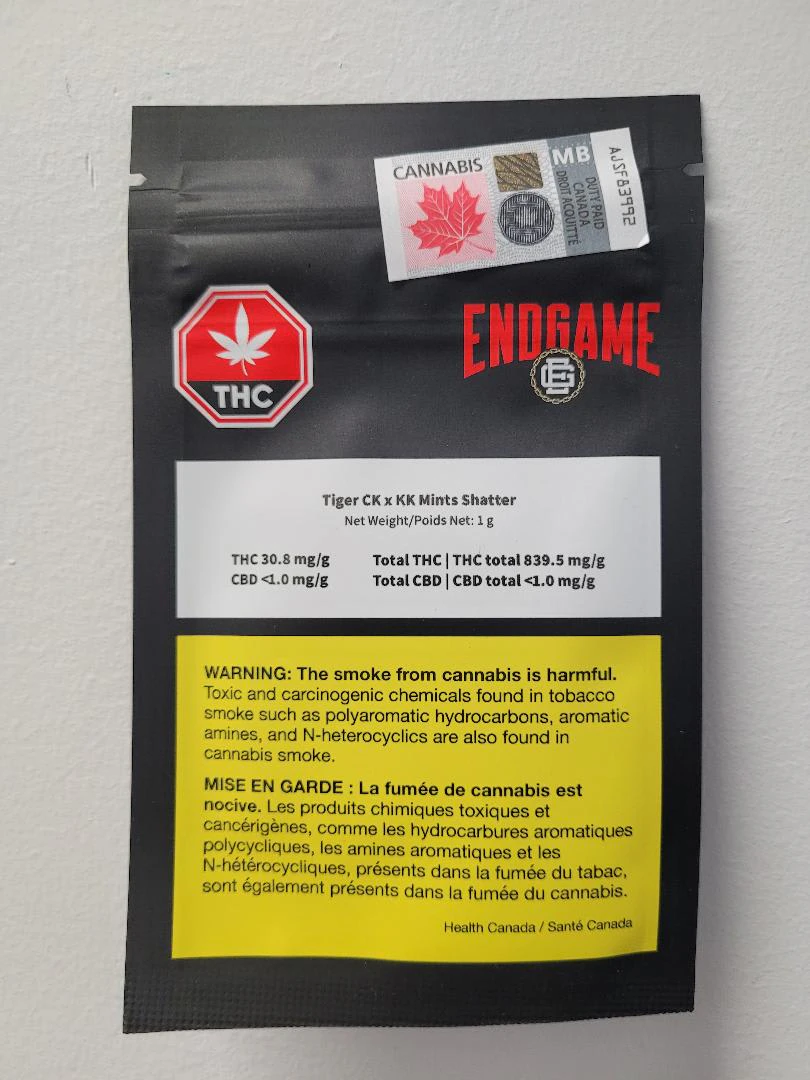 CANNABIS
MB
DUTY PAID
CANADA
DROIT ACQUITTÉ
THC
ENDGAME
EG
Tiger CK x KK Mints Shatter
Net Weight/Poids Net: 1 g
THC 30.8 mg/g Total THC | THC total 839.5 mg/g
CBD <1.0 mg/g Total CBD | CBD total <1.0 mg/g
WARNING: The smoke from cannabis is harmful.
Toxic and carcinogenic chemicals found in tobacco
smoke such as polyaromatic hydrocarbons, aromatic
amines, and N-heterocyclics are also found in
cannabis smoke.
MISE EN GARDE : La fumée de cannabis est
nocive. Les produits chimiques toxiques et
cancérigènes, comme les hydrocarbures aromatiques
polycycliques, les amines aromatiques et les
N-hétérocycliques, présents dans la fumée du tabac,
sont également présents dans la fumée du cannabis.
Health Canada / Santé Canada